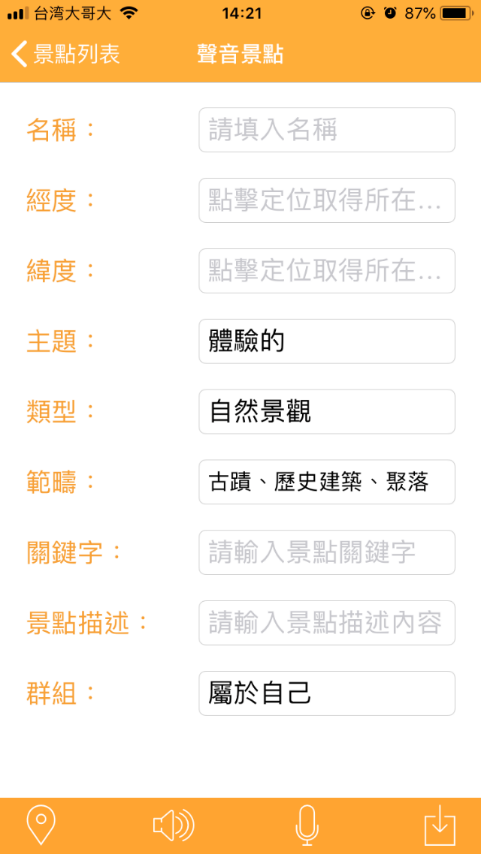 台湾大哥大 14:21 87%
景點列表 聲音景點
名稱： 請填入名稱
經度： 點擊定位取得所在...
緯度： 點擊定位取得所在...
主題： 體驗的
類型： 自然景觀
範疇： 古蹟、歷史建築、聚落
關鍵字： 請輸入景點關鍵字
景點描述： 請輸入景點描述內容
群組： 屬於自己